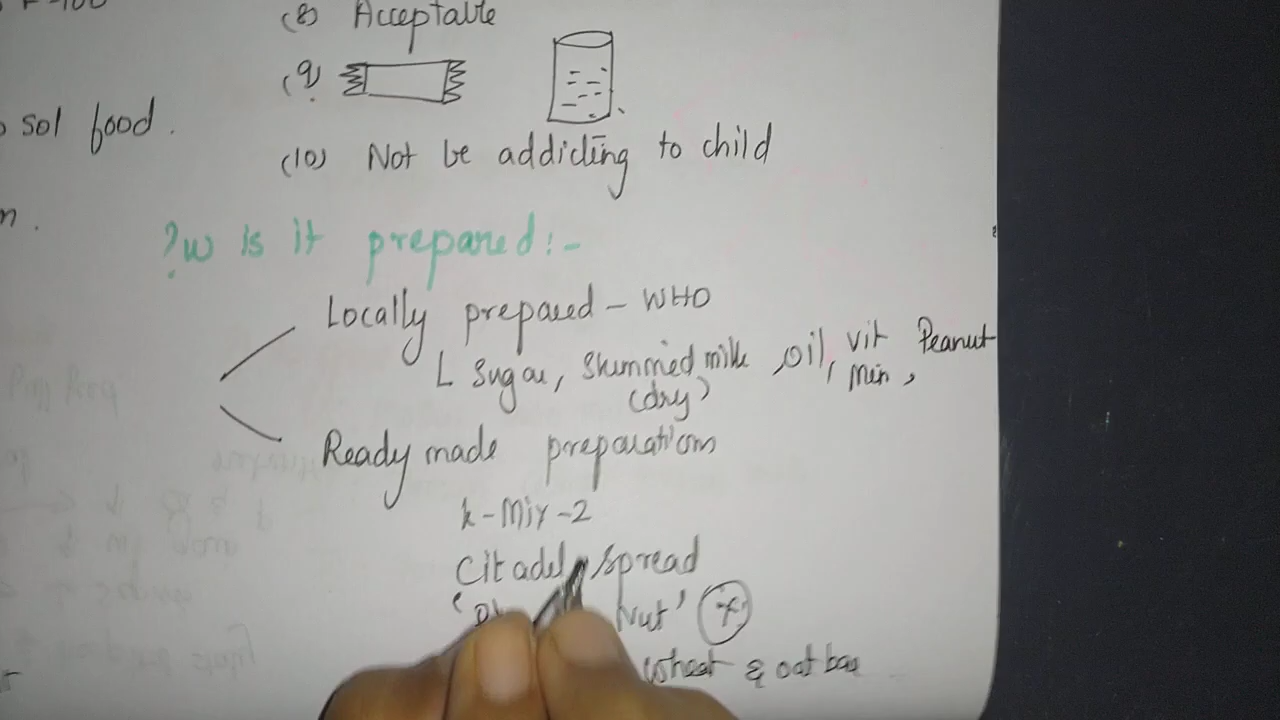 (8) Acceptable
(9)
sol food.
(10) Not be addicting to child
?w is it prepared:-
Locally prepared - WHO
L Sugar, Skimmed milk (dry), oil, vit min, Peanut
Ready made preparations
k-Mix-2
Citadel spread
Nut'
Wheat & oat bar